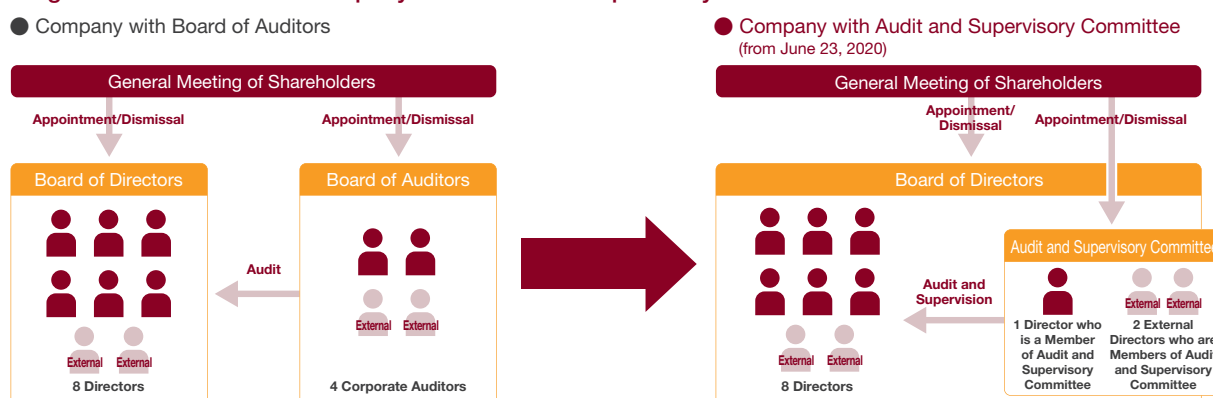 Company with Board of Auditors
General Meeting of Shareholders
Appointment/Dismissal
Appointment/Dismissal
Board of Directors
Board of Auditors
Audit
External
External
External
External
8 Directors
4 Corporate Auditors
Company with Audit and Supervisory Committee
(from June 23, 2020)
General Meeting of Shareholders
Appointment/
Dismissal
Appointment/Dismissal
Board of Directors
Audit and Supervisory Committee
Audit and
Supervision
External
External
External
External
8 Directors
1 Director who
is a Member
of Audit and
Supervisory
Committee
2 External
Directors who are
Members of Audit
and Supervisory
Committee